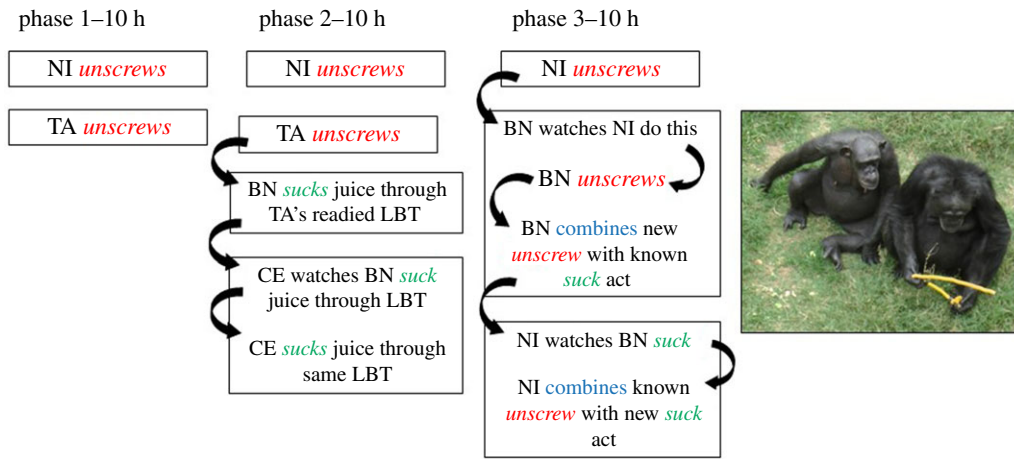 phase 1–10 h
NI unscrews
TA unscrews
phase 2–10 h
NI unscrews
TA unscrews
BN sucks juice through
TA's readied LBT
CE watches BN suck
juice through LBT
CE sucks juice through
same LBT
phase 3–10 h
NI unscrews
BN watches NI do this
BN unscrews
BN combines new
unscrew with known
suck act
NI watches BN suck
NI combines known
unscrew with new suck
act